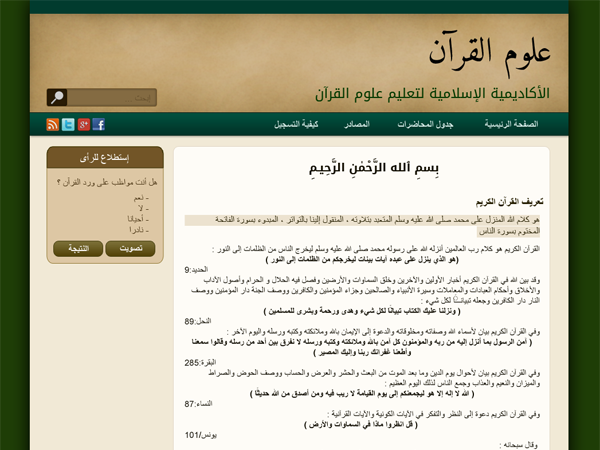 علوم القرآن
الأكاديمية الإسلامية لتعليم علوم القرآن
ابحث :
الصفحة الرئيسية
جدول المحاضرات
المصادر
كيفية التسجيل
بِسمِ ٱلله الرَّحْمٰنِ الرَّحِيـمِ
تعريف القرآن الكريم
هو كلام الله المنزل على محمد صلى الله عليه وسلم المتعبد بتلاوته ، المنقول إلينا بالتواتر ، المبدوء بسورة الفاتحة
المختوم بسورة الناس
القرآن الكريم هو كلام رب العالمين أنزله الله على رسوله محمد صلى الله عليه وسلم ليخرج الناس من الظلمات إلى النور :
(هو الذي ينزل على عبده آيات بينات ليخرجكم من الظلمات إلى النور )
الحديد:9
وقد بين الله في القرآن الكريم أخبار الأولين والآخرين وخلق السماوات والأرضين وفصل فيه الحلال و الحرام وأصول الآداب
والأخلاق وأحكام العبادات والمعاملات وسيرة الأنبياء والصالحين وجزاء المؤمنين والكافرين ووصف الجنة دار المؤمنين ووصف
النار دار الكافرين وجعله تبيانــًا لكل شيء :
( ونزلنا عليك الكتاب تبيانًا لكل شيء وهدى ورحمة وبشرى للمسلمين )
النحل:89
وفي القرآن الكريم بيان لأسماء الله وصفاته ومخلوقاته والدعوة إلى الإيمان بالله وملائكته وكتبه ورسله واليوم الآخر :
( آمن الرسول بما أنزل إليه من ربه والمؤمنون كل آمن بالله وملائكته وكتبه ورسله لا نفرق بين أحد من رسله وقالوا سمعنا
وأطعنا غفرانك ربنا وإليك المصير )
البقرة:285
وفي القرآن الكريم بيان لأحوال يوم الدين وما بعد الموت من البعث والحشر والعرض والحساب ووصف الحوض والصراط
والميزان والنعيم والعذاب وجمع الناس لذلك اليوم العظيم :
( الله لا إله إلا هو ليجمعنكم إلى يوم القيامة لا ريب فيه ومن أصدق من الله حديثًا )
النساء:87
وفي القرآن الكريم دعوة إلى النظر والتفكر في الآيات الكونية والآيات القرآنية :
( قل انظروا ماذا في السماوات والأرض )
يونس/101
وقال سبحانه :
إستطلاع للرأى
هل أنت مواظب على ورد القرآن ؟
- نعم
- لا
- أحيانا
- نادرا
تصويت
النتيجة